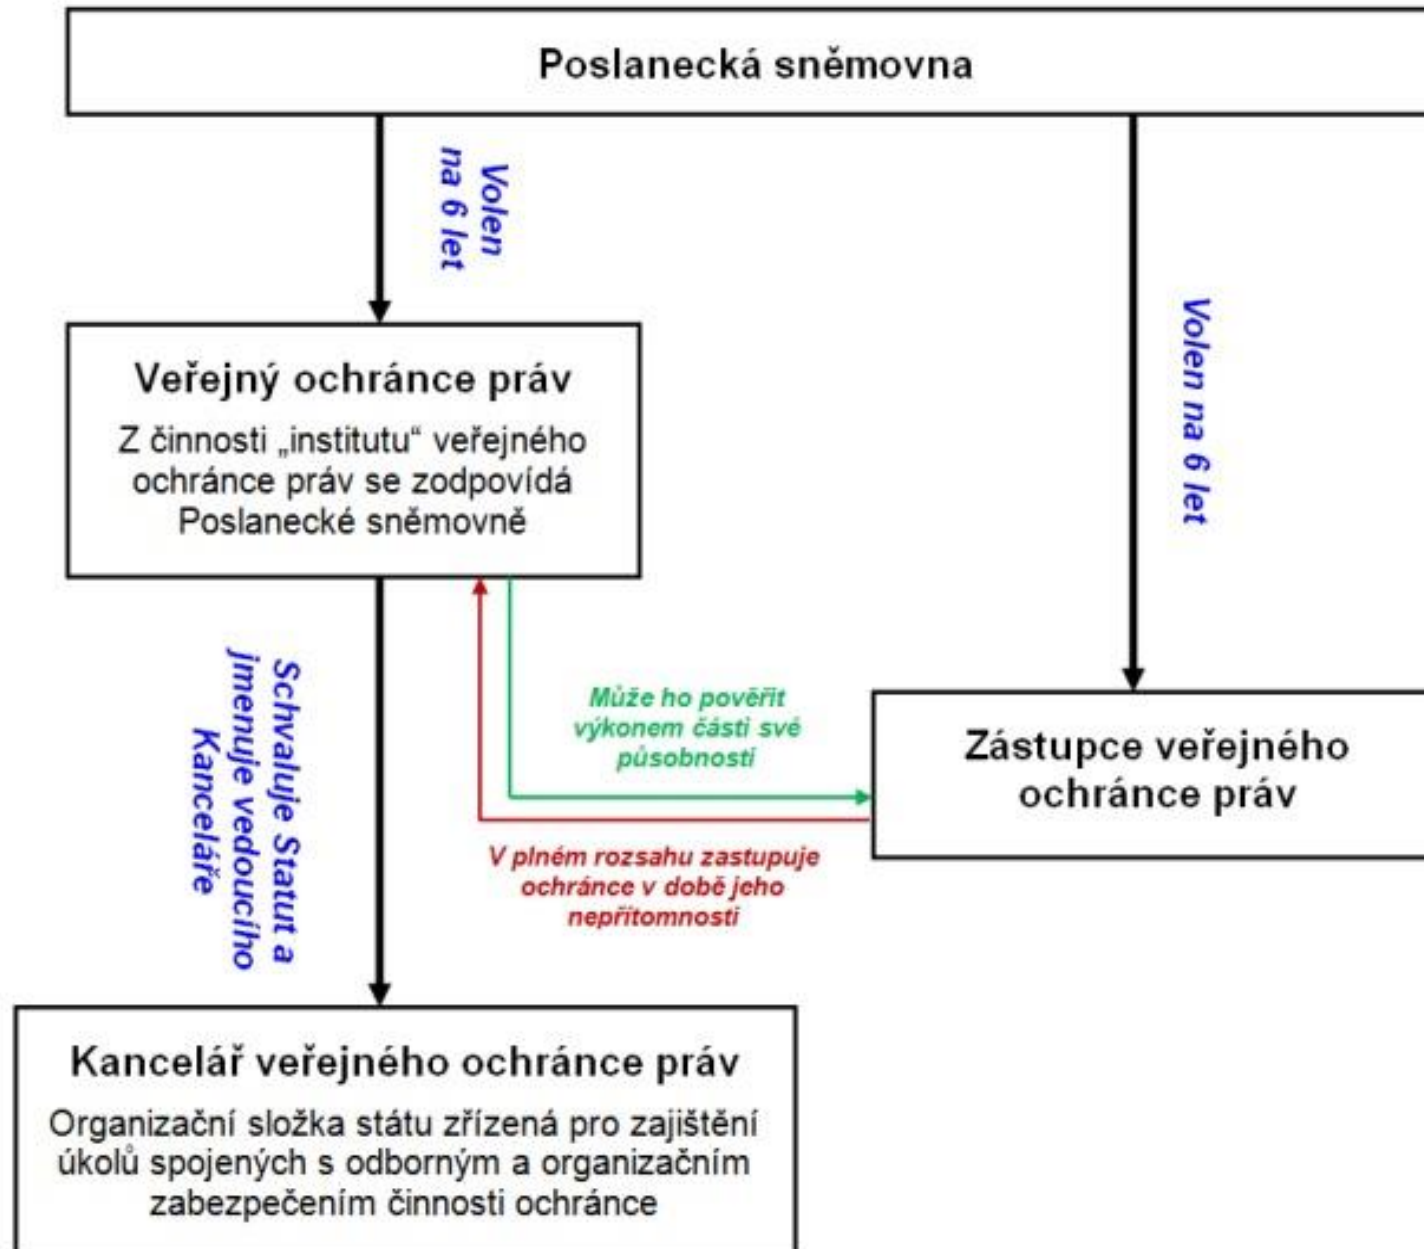 Poslanecká sněmovna
Volen
na 6 let
Volen na 6 let
Veřejný ochránce práv
Z činnosti „institutu“ veřejného
ochránce práv se zodpovídá
Poslanecké sněmovně
Schvaluje Statut a
jmenuje vedoucího
Kanceláře
Může ho pověřit
výkonem části své
působnosti
Zástupce veřejného
ochránce práv
V plném rozsahu zastupuje
ochránce v době jeho
nepřítomnosti
Kancelář veřejného ochránce práv
Organizační složka státu zřízená pro zajištění
úkolů spojených s odborným a organizačním
zabezpečením činnosti ochránce